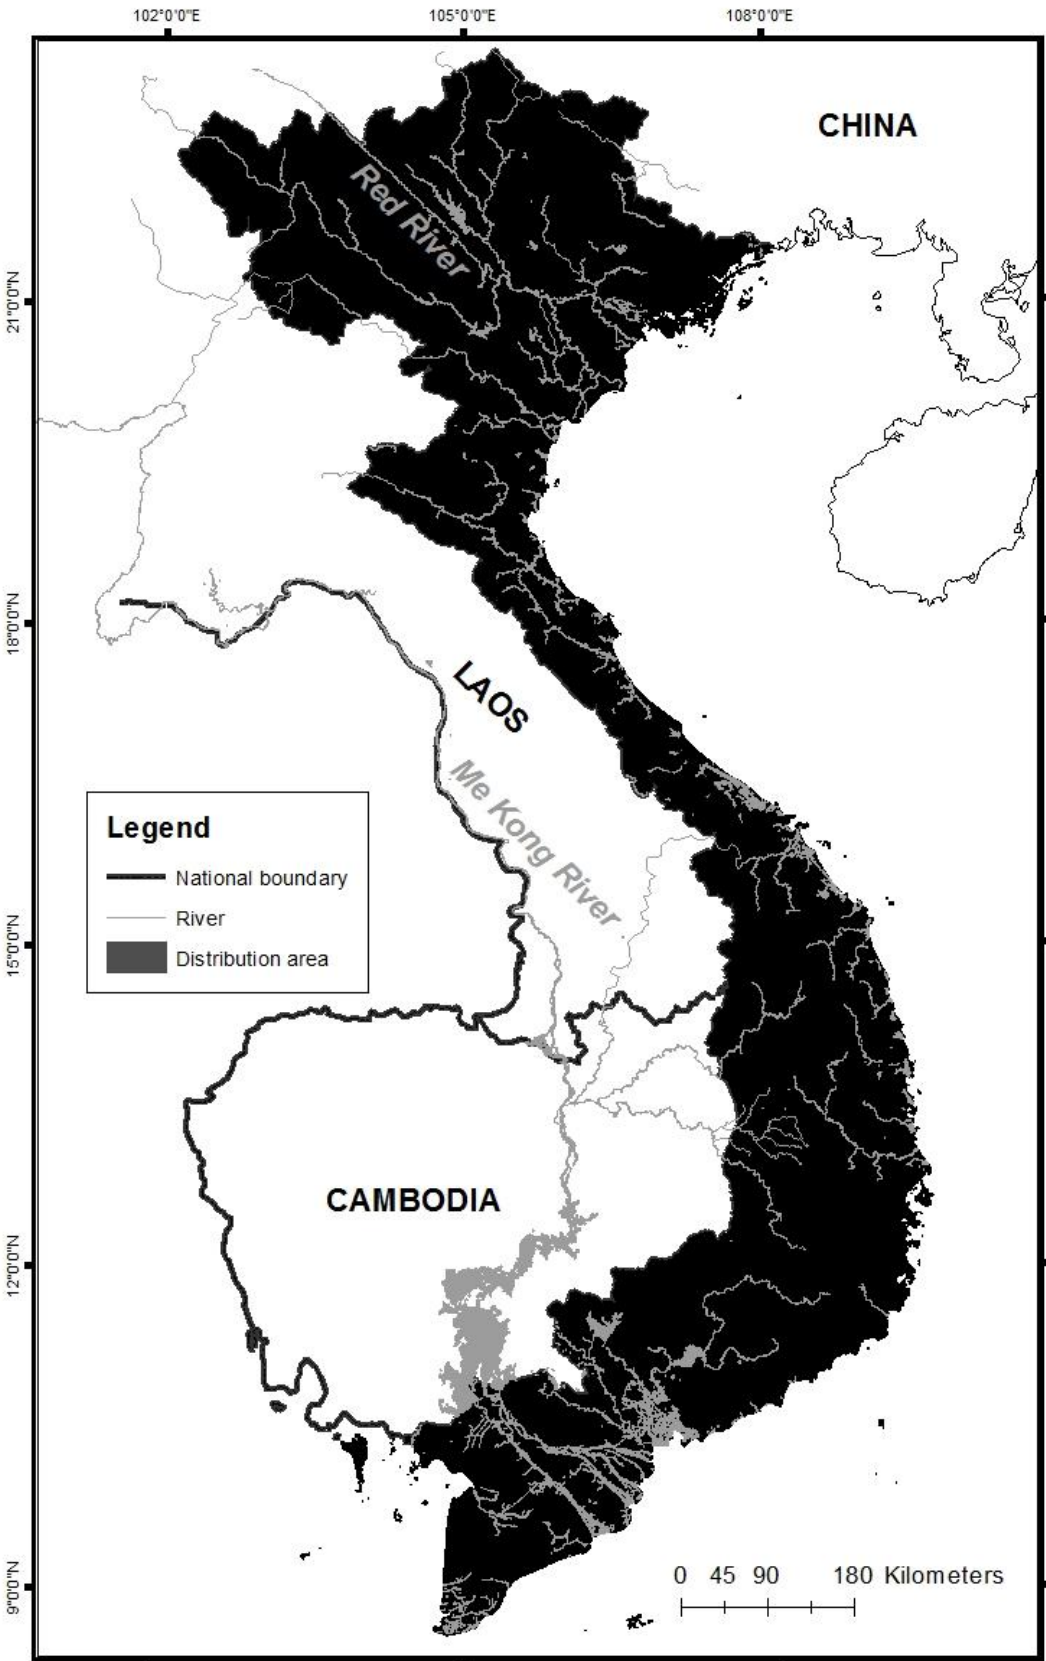 102°0'0"E 105°0'0"E 108°0'0"E
CHINA
Red River
21°0'0"N
18°0'0"N
LAOS
Me Kong River
Legend
National boundary
River
Distribution area
15°0'0"N
CAMBODIA
12°0'0"N
9°0'0"N
0 45 90 180 Kilometers